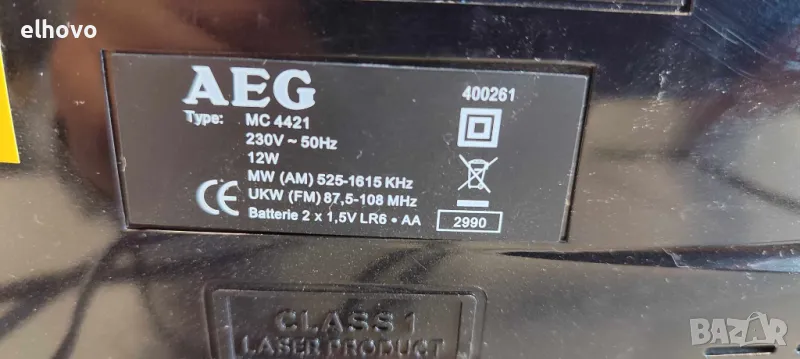 elhovo
AEG
400261
Type: MC 4421
230V ~ 50Hz
12W
MW (AM) 525-1615 KHz
UKW (FM) 87,5-108 MHz
Batterie 2 x 1,5V LR6 • AA
CE
2990
CLASS 1
LASER PRODUCT
BAZAR